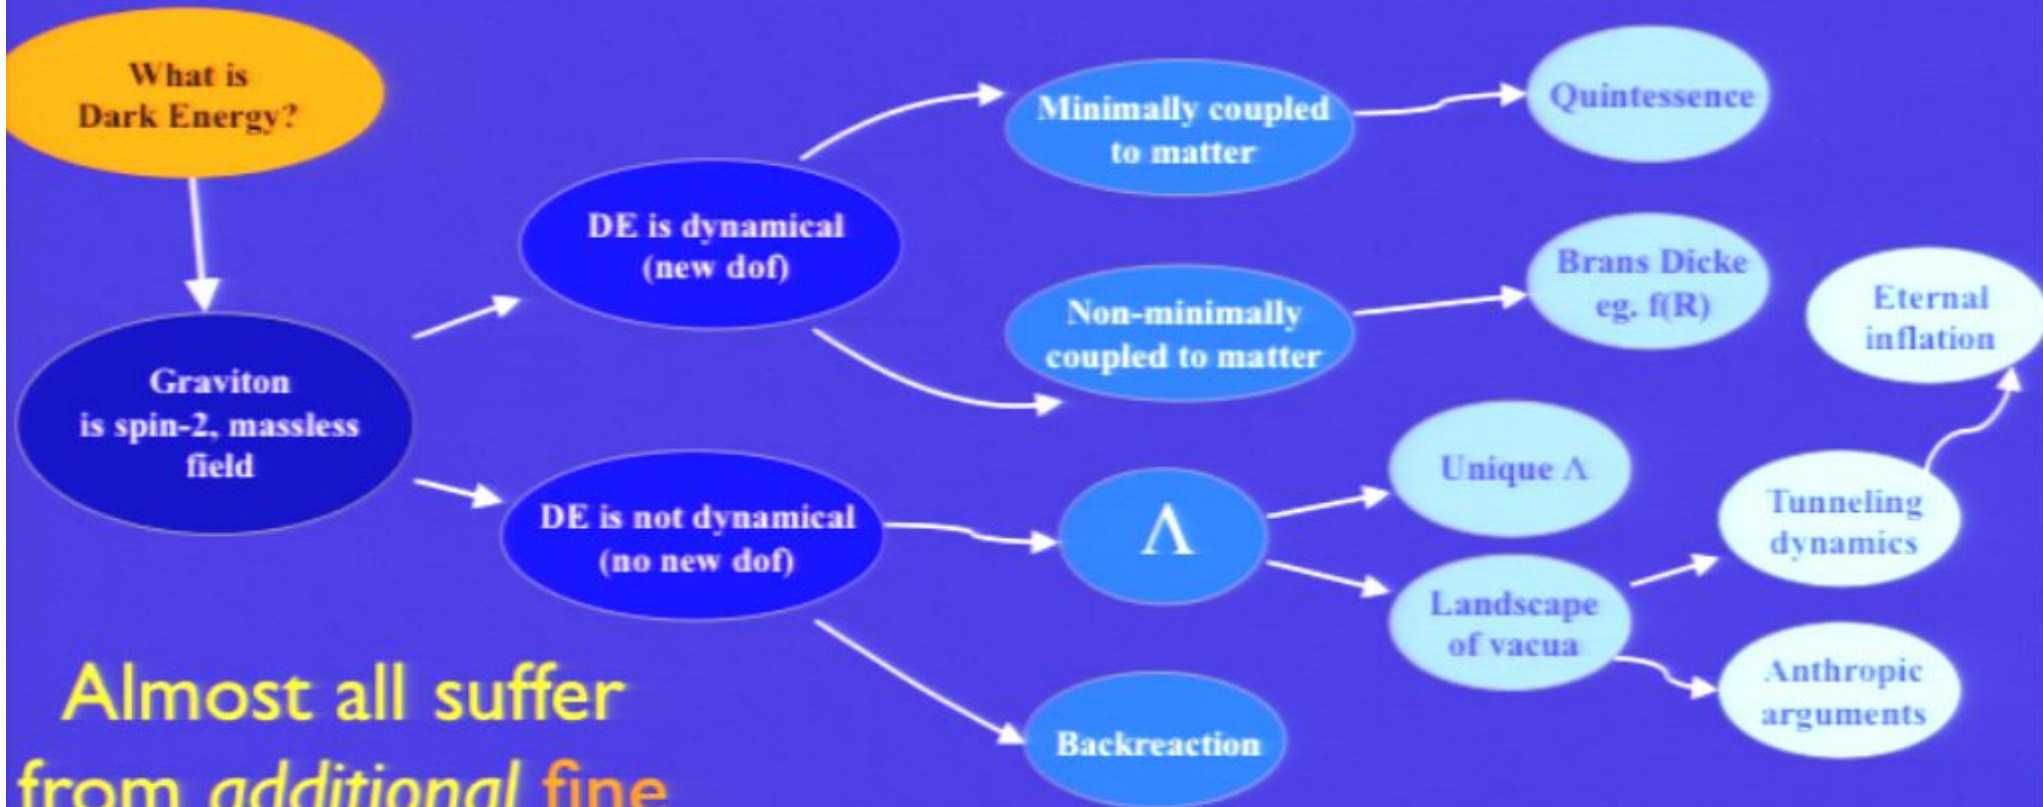 What is
Dark Energy?
Graviton
is spin-2, massless
field
DE is dynamical
(new dof)
DE is not dynamical
(no new dof)
Minimally coupled
to matter
Non-minimally
coupled to matter
Λ
Backreaction
Quintessence
Brans Dicke
eg. f(R)
Unique Λ
Landscape
of vacua
Tunneling
dynamics
Anthropic
arguments
Eternal
inflation
Almost all suffer
from additional fine